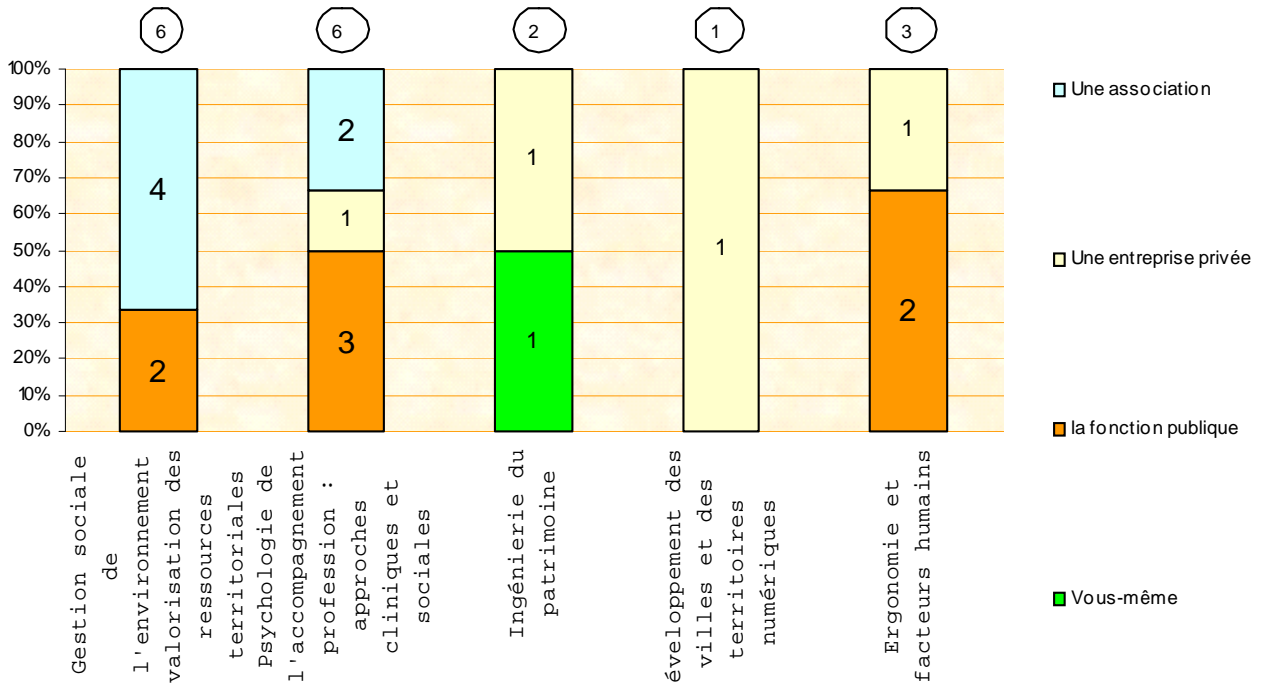 6
6
2
1
3
100%
90%
80%
70%
60%
50%
40%
30%
20%
10%
0%
4
2
2
1
3
1
1
1
1
2
Une association
Une entreprise privée
la fonction publique
Vous-même
Gestion sociale
de
l'environnement
valorisation des
ressources
territoriales
Psychologie de
l'accompagnement
profession :
approches
cliniques et
sociales
Ingénierie du
patrimoine
éveloppement des
villes et des
territoires
numériques
Ergonomie et
facteurs humains